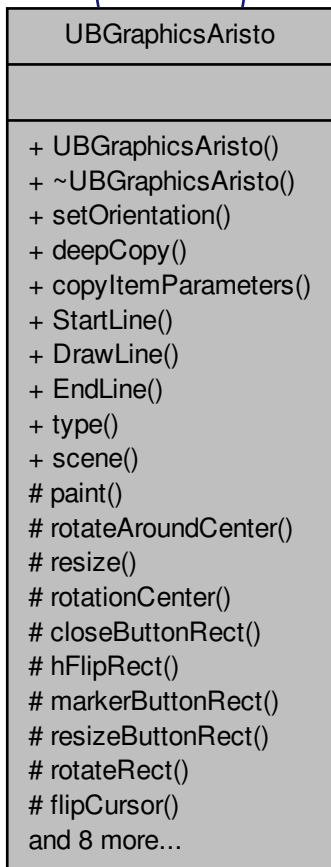 UBGraphicsAristo
+ UBGraphicsAristo()
+ ~UBGraphicsAristo()
+ setOrientation()
+ deepCopy()
+ copyItemParameters()
+ StartLine()
+ DrawLine()
+ EndLine()
+ type()
+ scene()
# paint()
# rotateAroundCenter()
# resize()
# rotationCenter()
# closeButtonRect()
# hFlipRect()
# markerButtonRect()
# resizeButtonRect()
# rotateRect()
# flipCursor()
and 8 more...